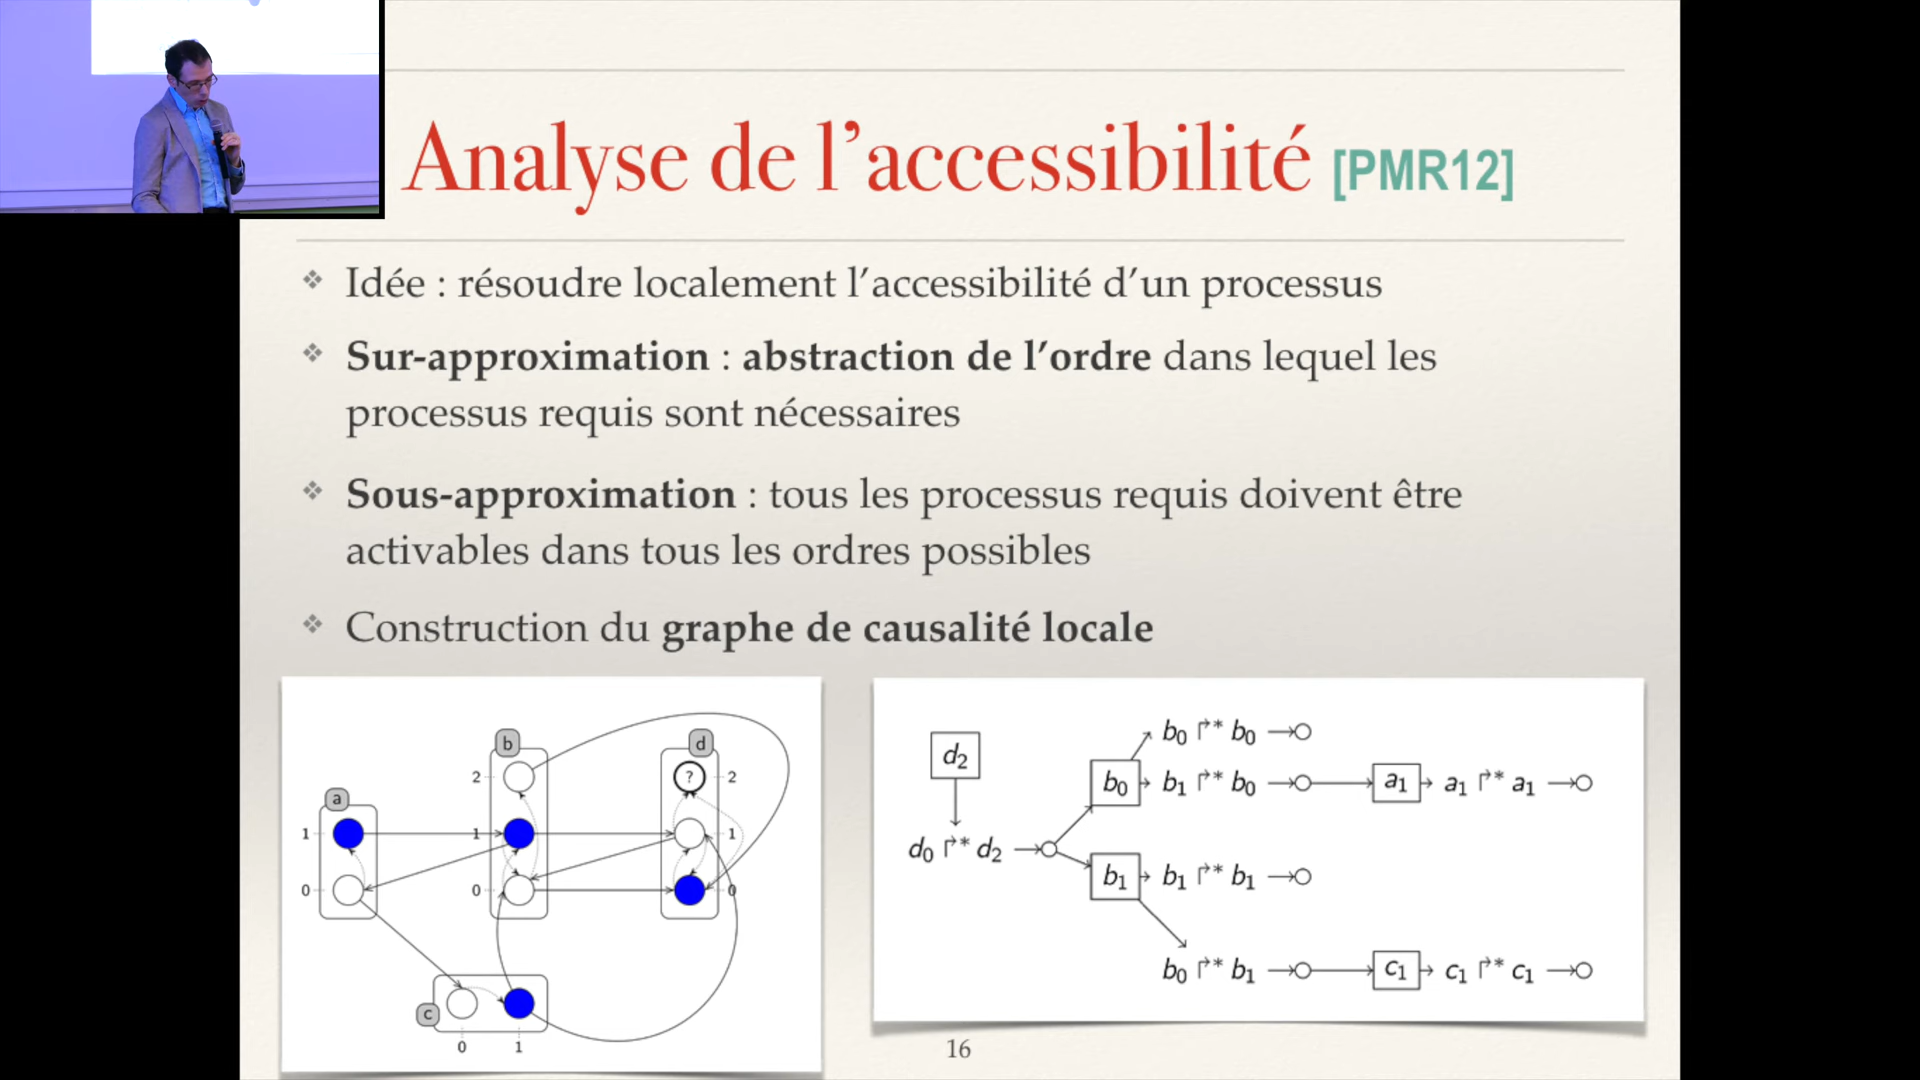 Analyse de l'accessibilité [PMR12]
❖ Idée : résoudre localement l'accessibilité d'un processus
❖ Sur-approximation : abstraction de l'ordre dans lequel les
processus requis sont nécessaires
❖ Sous-approximation : tous les processus requis doivent être
activables dans tous les ordres possibles
❖ Construction du graphe de causalité locale
b
d
2
?
2
a
1
1
1
0
0
0
c
0
1
b₀ ↱* b₀
d₂
b₀
b₁ ↱* b₀
a₁
a₁ ↱* a₁
d₀ ↱* d₂
b₁
b₁ ↱* b₁
b₀ ↱* b₁
c₁
c₁ ↱* c₁
16